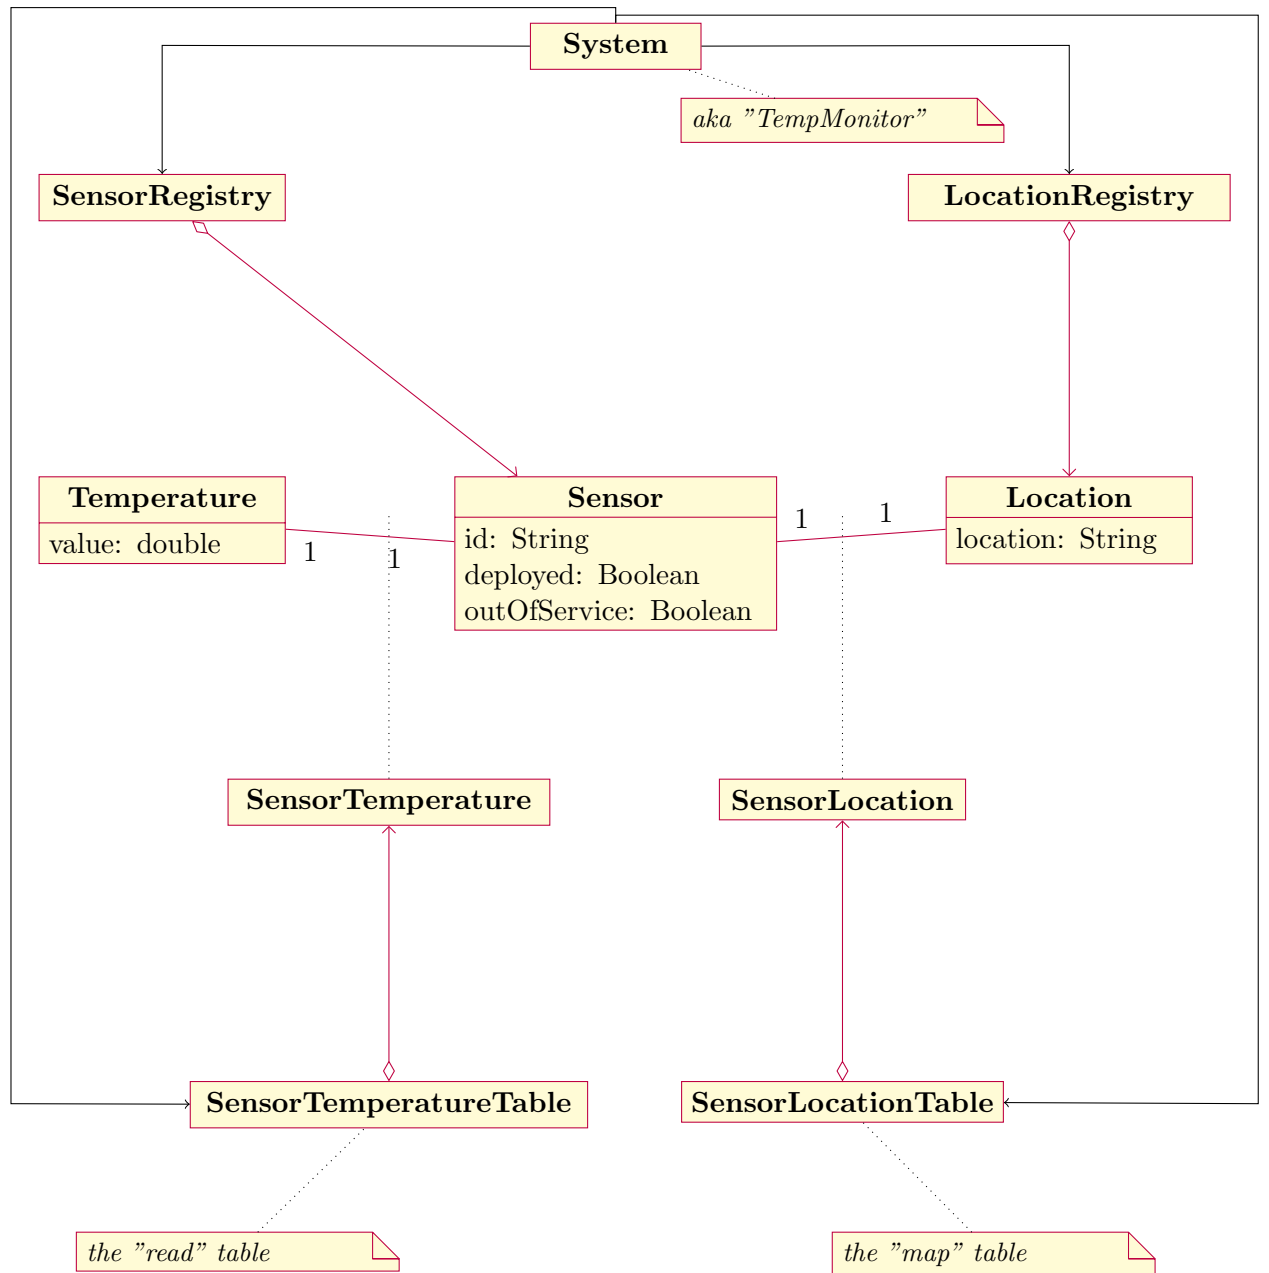 System
aka ”TempMonitor”
SensorRegistry
LocationRegistry
Temperature
value: double
Sensor
id: String
deployed: Boolean
outOfService: Boolean
Location
location: String
1
1
1
1
SensorTemperature
SensorLocation
SensorTemperatureTable
SensorLocationTable
the ”read” table
the ”map” table